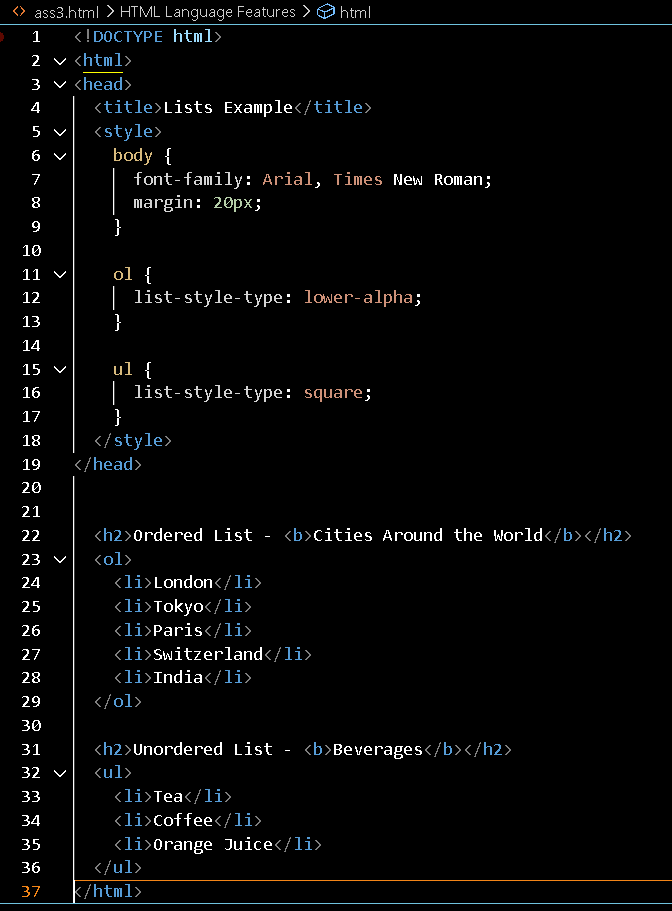 ass3.html > HTML Language Features > html
1 <!DOCTYPE html>
2 <html>
3 <head>
4   <title>Lists Example</title>
5   <style>
6     body {
7       font-family: Arial, Times New Roman;
8       margin: 20px;
9     }
10
11     ol {
12       list-style-type: lower-alpha;
13     }
14
15     ul {
16       list-style-type: square;
17     }
18   </style>
19 </head>
20
21
22   <h2>Ordered List - <b>Cities Around the World</b></h2>
23   <ol>
24     <li>London</li>
25     <li>Tokyo</li>
26     <li>Paris</li>
27     <li>Switzerland</li>
28     <li>India</li>
29   </ol>
30
31   <h2>Unordered List - <b>Beverages</b></h2>
32   <ul>
33     <li>Tea</li>
34     <li>Coffee</li>
35     <li>Orange Juice</li>
36   </ul>
37 </html>